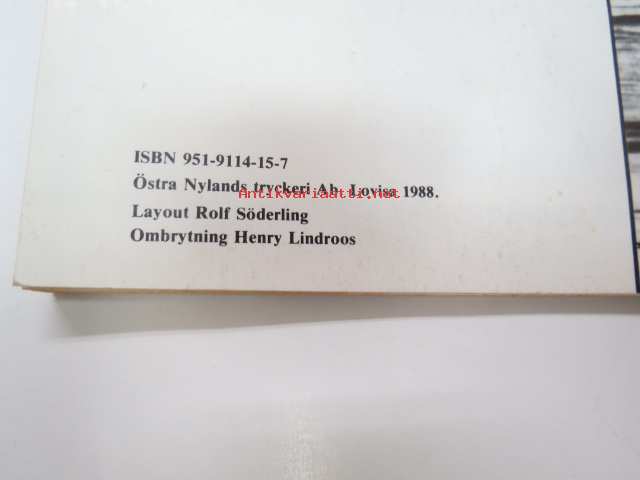 ISBN 951-9114-15-7
Östra Nylands tryckeri Ab. Lovisa 1988.
Antikvariaatti.net
Layout Rolf Söderling
Ombrytning Henry Lindroos